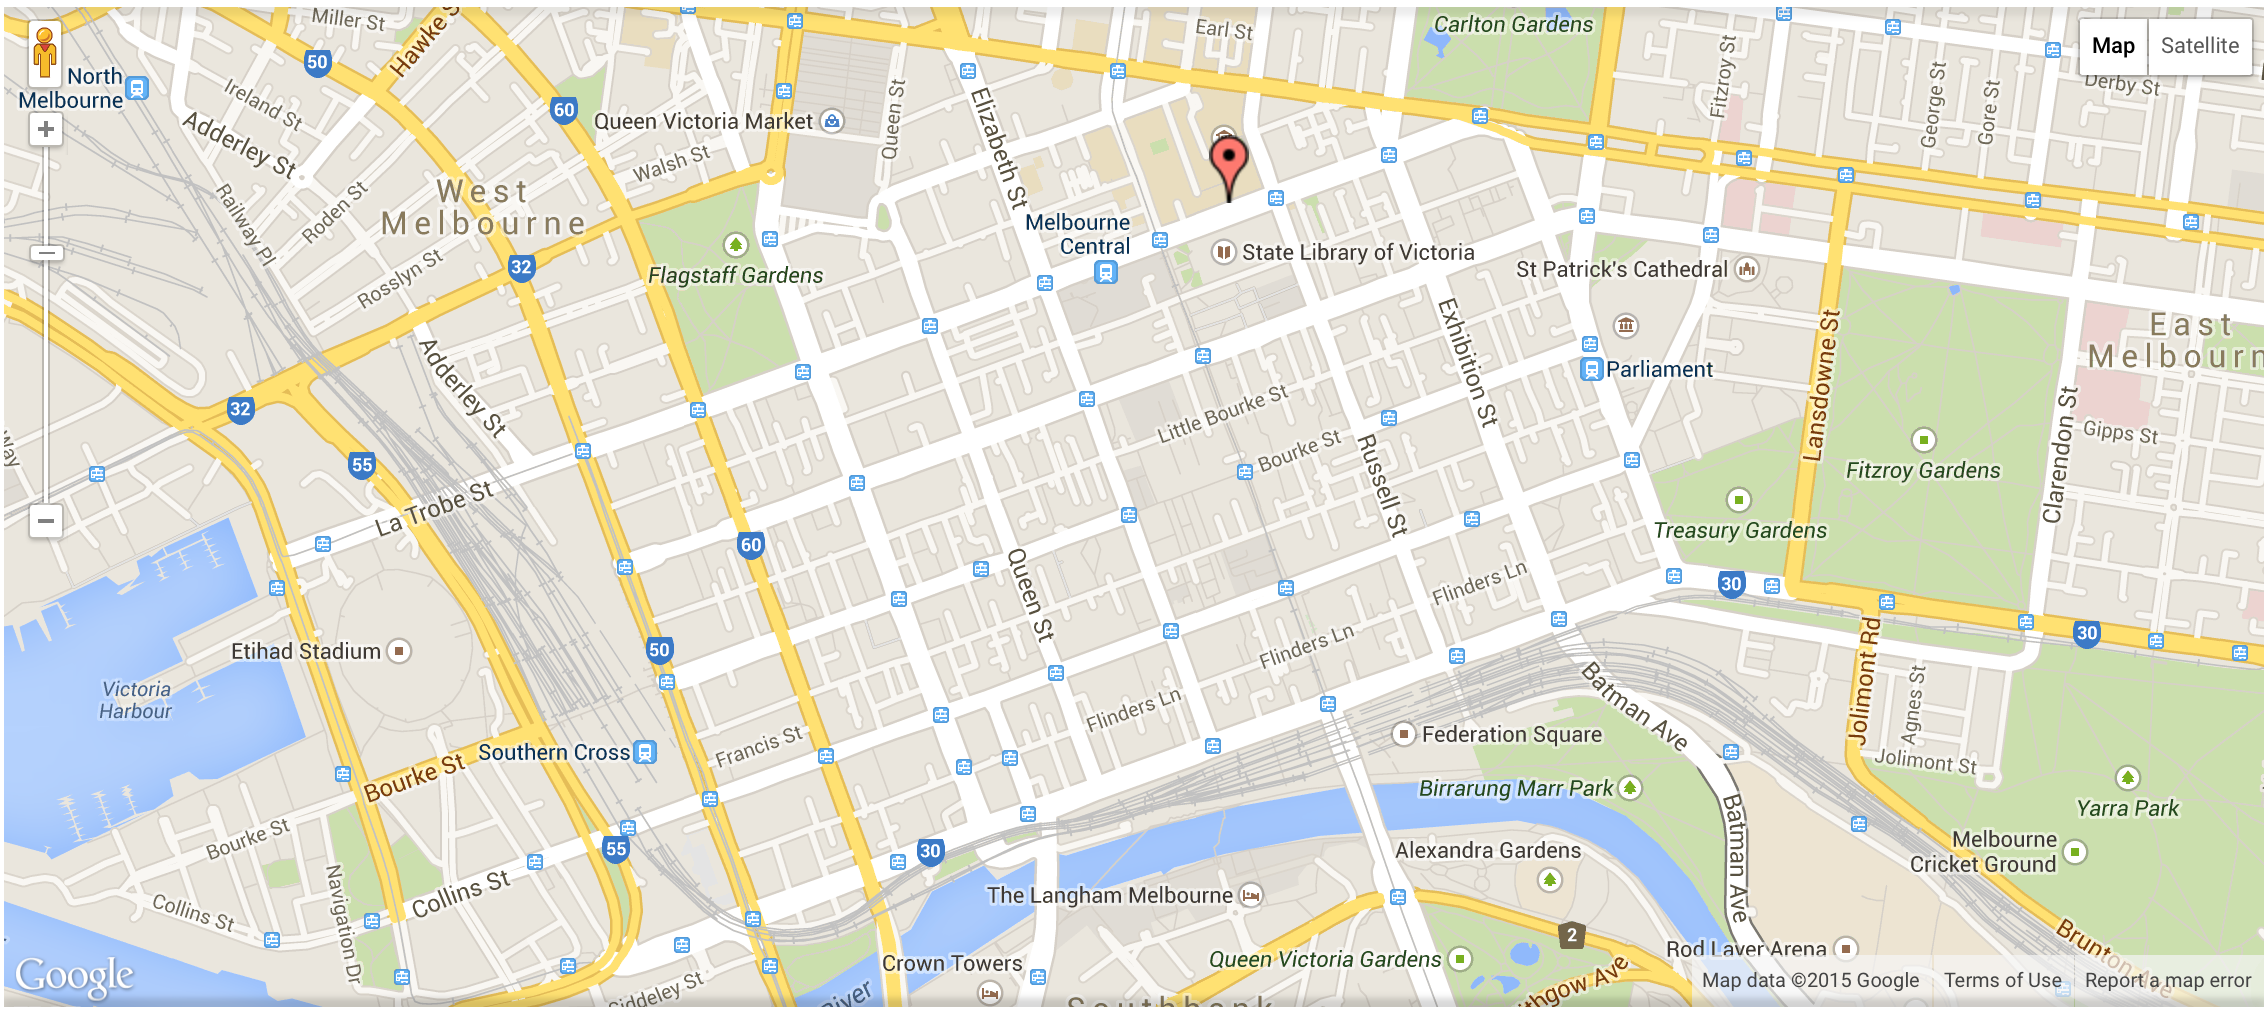 Miller St
Hawke S
Earl St
Carlton Gardens
Map
Satellite
50
North
Melbourne
Ireland St
60
Queen Victoria Market
Queen St
Elizabeth St
Fitzroy St
George St
Gore St
Derby St
Adderley St
Walsh St
West
Melbourne
Roden St
Railway Pl
Rosslyn St
32
Flagstaff Gardens
Melbourne
Central
State Library of Victoria
St Patrick's Cathedral
Exhibition St
Lansdowne St
East
Melbourn
Adderley St
Parliament
32
Little Bourke St
Bourke St
Russell St
Clarendon St
Gipps St
Way
55
La Trobe St
Fitzroy Gardens
Treasury Gardens
60
Queen St
Flinders Ln
30
30
Etihad Stadium
50
Flinders Ln
Jolimont Rd
Agnes St
Victoria
Harbour
Flinders Ln
Batman Ave
Southern Cross
Francis St
Federation Square
Jolimont St
Bourke St
Birrarung Marr Park
Yarra Park
Bourke St
55
30
Alexandra Gardens
Batman Ave
Melbourne
Cricket Ground
Navigation Dr
Collins St
Collins St
The Langham Melbourne
2
Brunton Ave
Rod Laver Arena
Queen Victoria Gardens
Crown Towers
Siddeley St
River
Southbank
ithgow Ave
Google
Map data ©2015 Google
Terms of Use
Report a map error